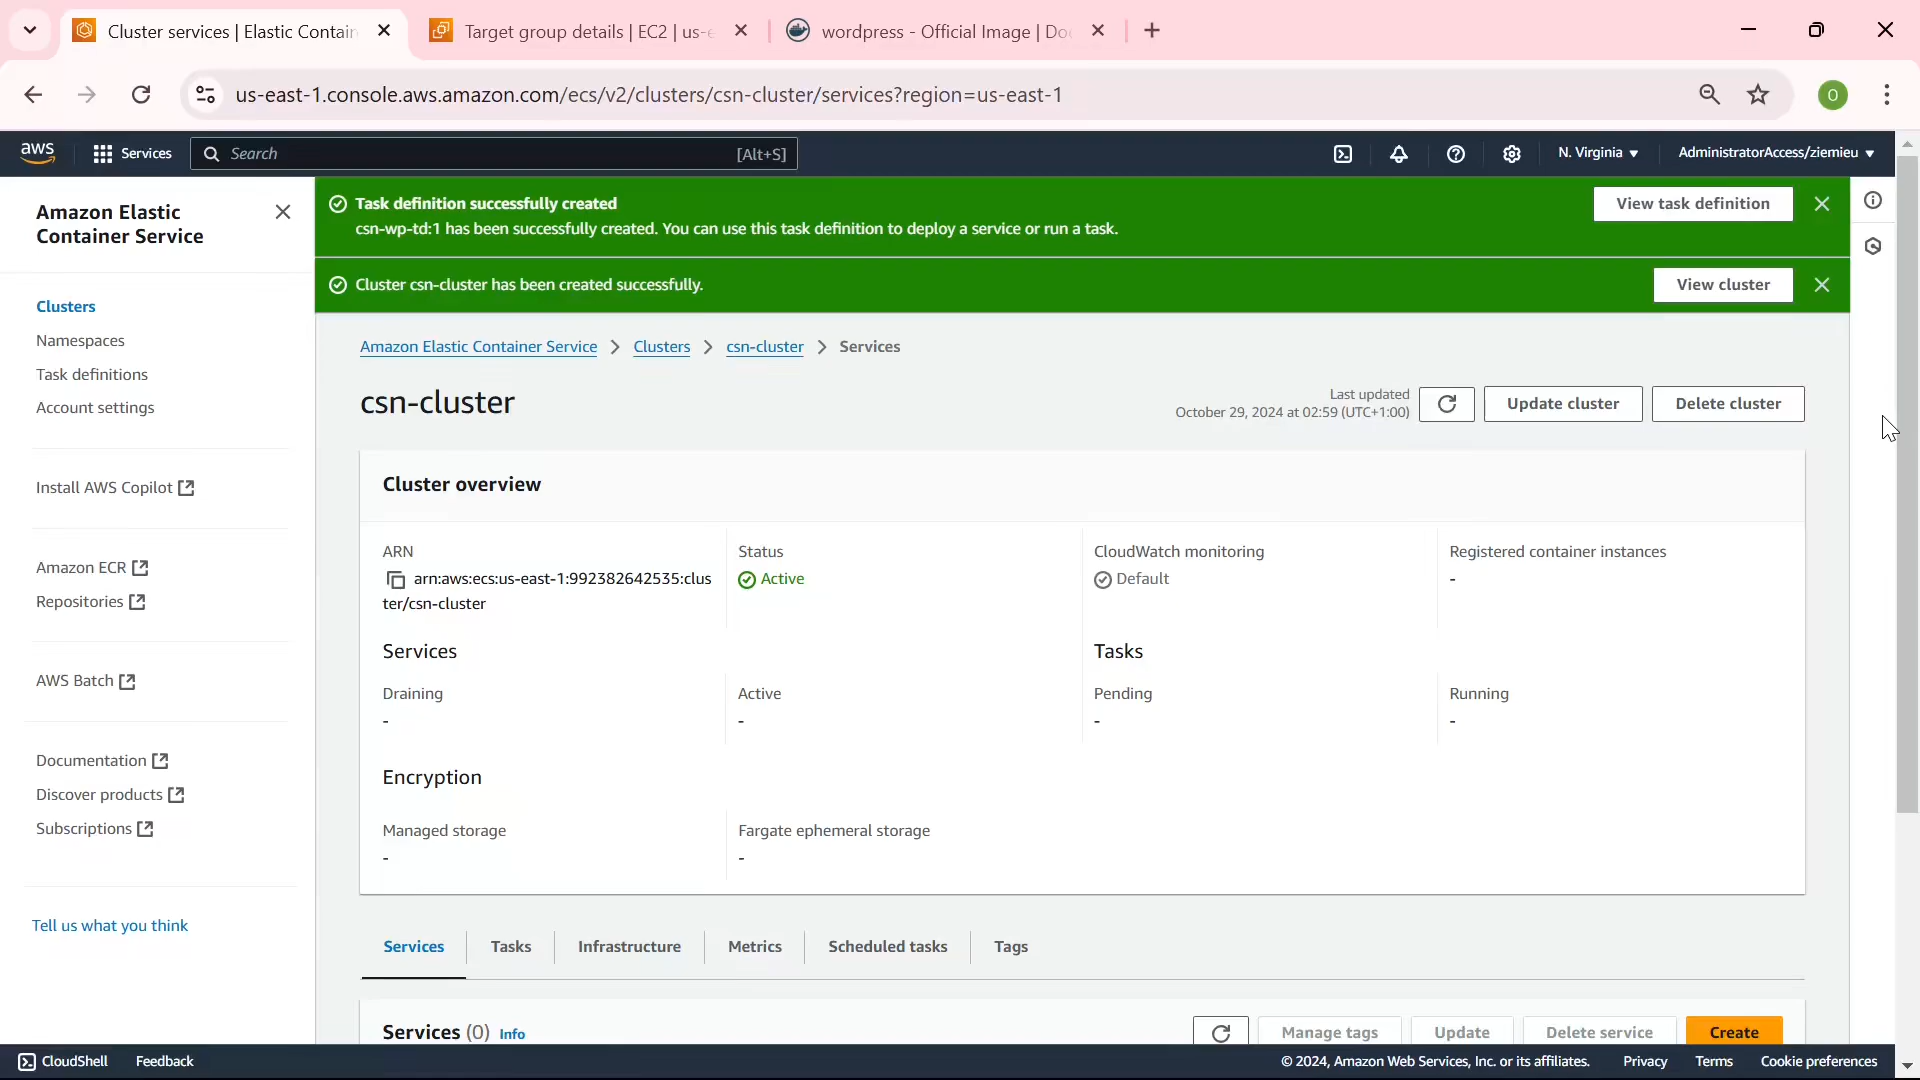 Cluster services | Elastic Contain
Target group details | EC2 | us-e
wordpress - Official Image | Doc
us-east-1.console.aws.amazon.com/ecs/v2/clusters/csn-cluster/services?region=us-east-1
O
aws
Services
Search
[Alt+S]
N. Virginia
AdministratorAccess/ziemieu
Amazon Elastic
Container Service
Clusters
Namespaces
Task definitions
Account settings
Install AWS Copilot
Amazon ECR
Repositories
AWS Batch
Documentation
Discover products
Subscriptions
Tell us what you think
Task definition successfully created
csn-wp-td:1 has been successfully created. You can use this task definition to deploy a service or run a task.
View task definition
Cluster csn-cluster has been created successfully.
View cluster
Amazon Elastic Container Service > Clusters > csn-cluster > Services
csn-cluster
Last updated
October 29, 2024 at 02:59 (UTC+1:00)
Update cluster
Delete cluster
Cluster overview
ARN
arn:aws:ecs:us-east-1:992382642535:clus
ter/csn-cluster
Status
Active
CloudWatch monitoring
Default
Registered container instances
-
Services
Tasks
Draining
-
Active
-
Pending
-
Running
-
Encryption
Managed storage
-
Fargate ephemeral storage
-
Services
Tasks
Infrastructure
Metrics
Scheduled tasks
Tags
Services (0) Info
Manage tags
Update
Delete service
Create
CloudShell
Feedback
© 2024, Amazon Web Services, Inc. or its affiliates.
Privacy
Terms
Cookie preferences